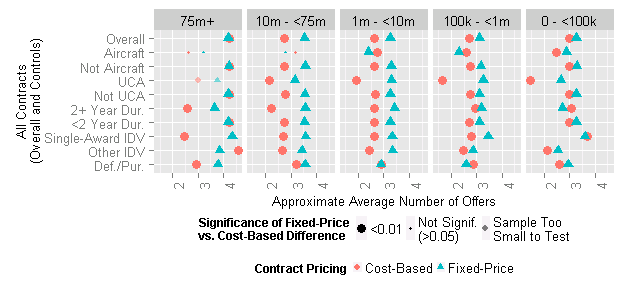 75m+ 10m - <75m 1m - <10m 100k - <1m 0 - <100k
All Contracts
(Overall and Controls)
Overall
Aircraft
Not Aircraft
UCA
Not UCA
2+ Year Dur.
<2 Year Dur.
Single-Award IDV
Other IDV
Def./Pur.
2 3 4 2 3 4 2 3 4 2 3 4 2 3 4
Approximate Average Number of Offers
Significance of Fixed-Price
vs. Cost-Based Difference
<0.01
Not Signif.
(>0.05)
Sample Too
Small to Test
Contract Pricing Cost-Based Fixed-Price